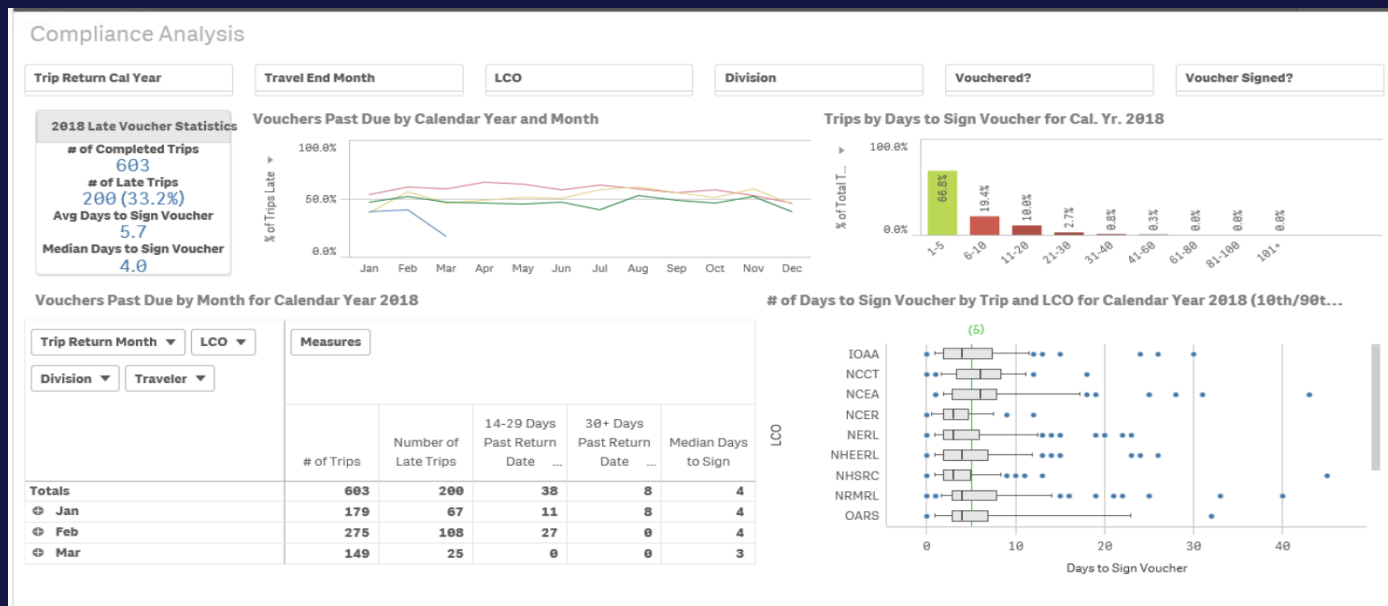 Compliance Analysis
Trip Return Cal Year
Travel End Month
LCO
Division
Vouchered?
Voucher Signed?
2018 Late Voucher Statistics
# of Completed Trips
603
# of Late Trips
200 (33.2%)
Avg Days to Sign Voucher
5.7
Median Days to Sign Voucher
4.0
Vouchers Past Due by Calendar Year and Month
% of Trips Late
100.0%
50.0%
0.0%
Jan Feb Mar Apr May Jun Jul Aug Sep Oct Nov Dec
Trips by Days to Sign Voucher for Cal. Yr. 2018
% of Total T...
100.0%
0.0%
66.8% 19.4% 10.0% 2.7% 0.8% 0.3% 0.0% 0.0% 0.0%
1-5 6-10 11-20 21-30 31-40 41-60 61-80 81-100 101+
Vouchers Past Due by Month for Calendar Year 2018
Trip Return Month LCO Measures
Division Traveler
# of Trips
Number of
Late Trips
14-29 Days
Past Return
Date ...
30+ Days
Past Return
Date ...
Median Days
to Sign
Totals 603 200 38 8 4
Jan 179 67 11 8 4
Feb 275 108 27 0 4
Mar 149 25 0 0 3
# of Days to Sign Voucher by Trip and LCO for Calendar Year 2018 (10th/90t...
(5)
LCO
IOAA
NCCT
NCEA
NCER
NERL
NHEERL
NHSRC
NRMRL
OARS
0 10 20 30 40
Days to Sign Voucher